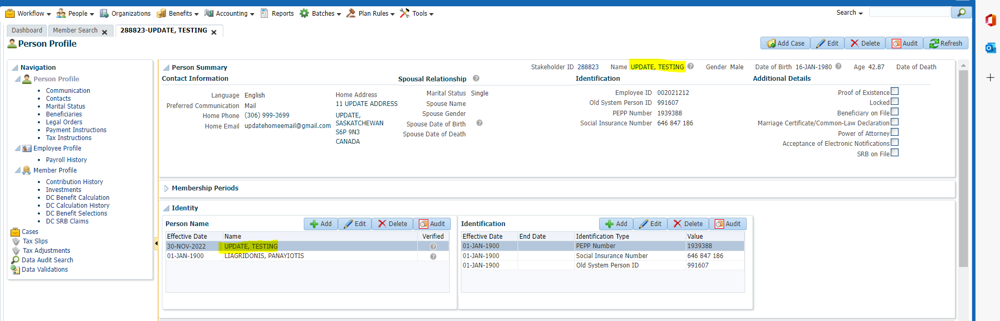 Workflow People Organizations Benefits Accounting Reports Batches Plan Rules Tools Search
Dashboard Member Search 288823-UPDATE, TESTING
Person Profile
Add Case Edit Delete Audit Refresh
Navigation
Person Profile
Communication
Contacts
Marital Status
Beneficiaries
Legal Orders
Payment Instructions
Tax Instructions
Employee Profile
Payroll History
Member Profile
Contribution History
Investments
DC Benefit Calculation
DC Calculation History
DC Benefit Selections
DC SRB Claims
Cases
Tax Slips
Tax Adjustments
Data Audit Search
Data Validations
Person Summary
Stakeholder ID 288823 Name UPDATE, TESTING Gender Male Date of Birth 16-JAN-1980 Age 42.87 Date of Death
Contact Information
Language English
Preferred Communication Mail
Home Phone (306) 999-3699
Home Email updatehomeemail@gmail.com
Home Address
11 UPDATE ADDRESS
UPDATE,
SASKATCHEWAN
S6P 9N3
CANADA
Spousal Relationship
Marital Status Single
Spouse Name
Spouse Gender
Spouse Date of Birth
Spouse Date of Death
Identification
Employee ID 002021212
Old System Person ID 991607
PEPP Number 1939388
Social Insurance Number 646 847 186
Additional Details
Proof of Existence
Locked
Beneficiary on File
Marriage Certificate/Common-Law Declaration
Power of Attorney
Acceptance of Electronic Notifications
SRB on File
Membership Periods
Identity
Person Name Add Edit Delete Audit
Effective Date Name Verified
30-NOV-2022 UPDATE, TESTING
01-JAN-1900 LIAGRIDONIS, PANAYIOTIS
Identification Add Edit Delete Audit
Effective Date End Date Identification Type Value
01-JAN-1900 PEPP Number 1939388
01-JAN-1900 Social Insurance Number 646 847 186
01-JAN-1900 Old System Person ID 991607